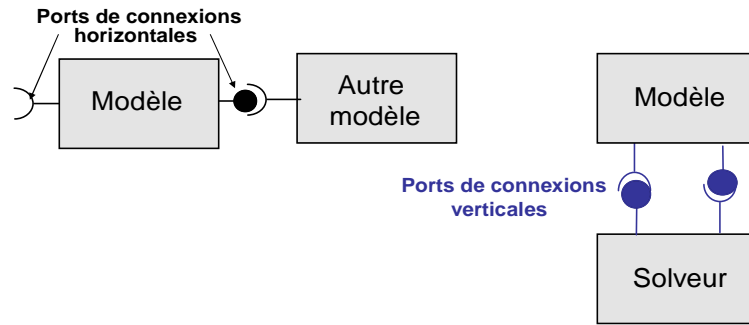 Ports de connexions
horizontales
Modèle
Autre
modèle
Modèle
Ports de connexions
verticales
Solveur